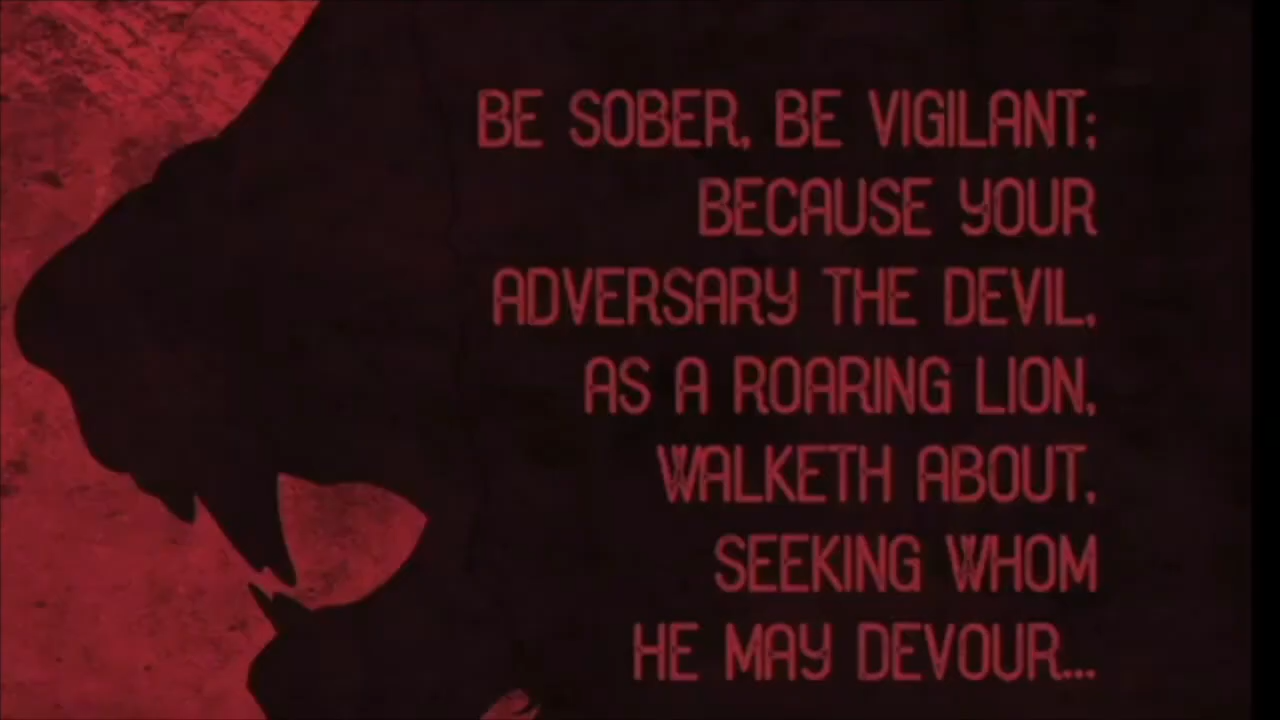 BE SOBER, BE VIGILANT;
BECAUSE YOUR
ADVERSARY THE DEVIL,
AS A ROARING LION,
WALKETH ABOUT,
SEEKING WHOM
HE MAY DEVOUR...